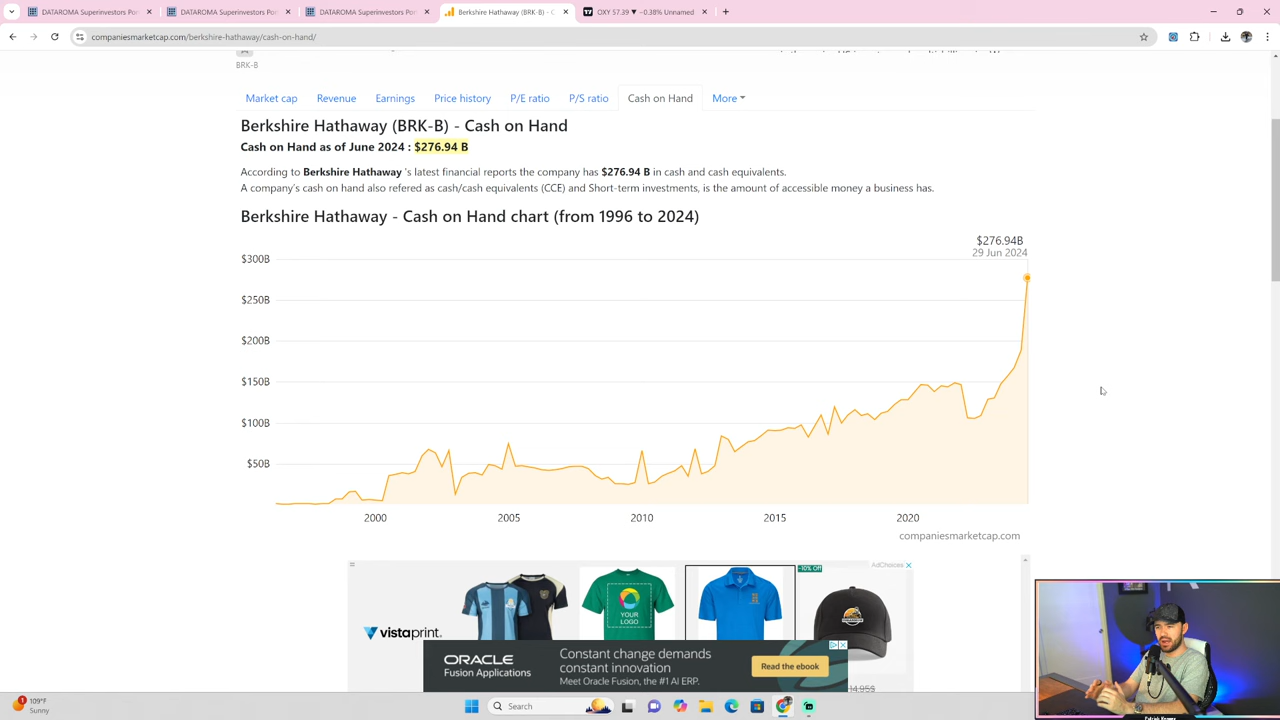 DATAROMA Superinvestors Por
DATAROMA Superinvestors Por
DATAROMA Superinvestors Por
Berkshire Hathaway (BRK-B) - C
OXY 57.39 ▼ −0.38% Unnamed
companiesmarketcap.com/berkshire-hathaway/cash-on-hand/
BRK-B
Market cap Revenue Earnings Price history P/E ratio P/S ratio Cash on Hand More
Berkshire Hathaway (BRK-B) - Cash on Hand
Cash on Hand as of June 2024 : $276.94 B
According to Berkshire Hathaway 's latest financial reports the company has $276.94 B in cash and cash equivalents.
A company's cash on hand also refered as cash/cash equivalents (CCE) and Short-term investments, is the amount of accessible money a business has.
Berkshire Hathaway - Cash on Hand chart (from 1996 to 2024)
$276.94B
29 Jun 2024
$300B
$250B
$200B
$150B
$100B
$50B
2000 2005 2010 2015 2020
companiesmarketcap.com
-10% Off
AdChoices
YOUR
LOGO
vistaprint.
ORACLE
Fusion Applications
Constant change demands
constant innovation
Meet Oracle Fusion, the #1 AI ERP.
Read the ebook
14.95$
109°F
Sunny
Search